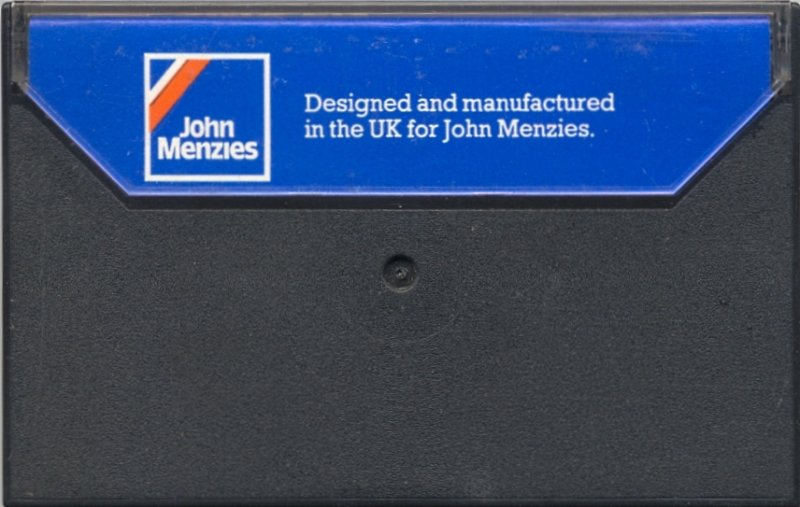 John
Menzies
Designed and manufactured
in the UK for John Menzies.